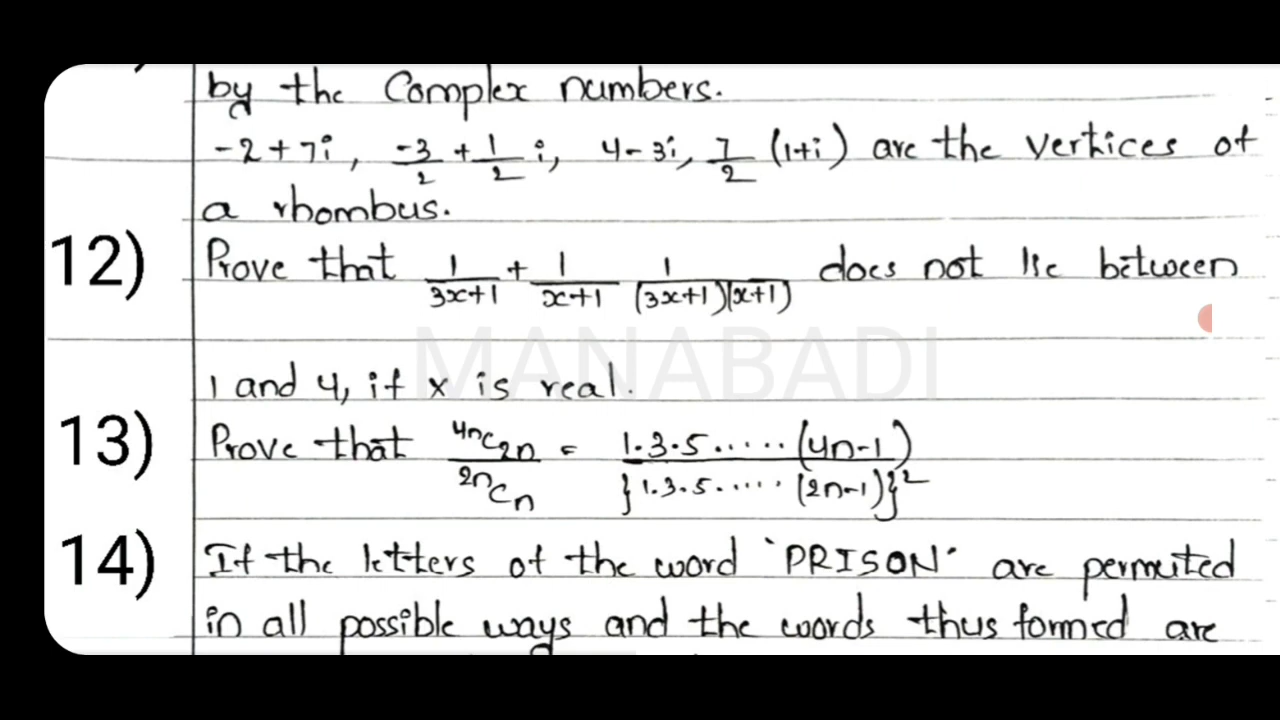 by the Complex numbers.
-2+7i, -3/2 + 1/2 i, 4-3i, 7/2 (1+i) are the vertices of
a rhombus.
12) Prove that 1/(3x+1) + 1/(x+1) 1/((3x+1)(x+1)) does not lie between
MANABADI
1 and 4, if x is real.
13) Prove that ⁴ⁿC₂ₙ/²ⁿCₙ = 1.3.5......(4n-1)/{1.3.5......(2n-1)}²
14) If the letters of the word 'PRISON' are permuted
in all possible ways and the words thus formed are